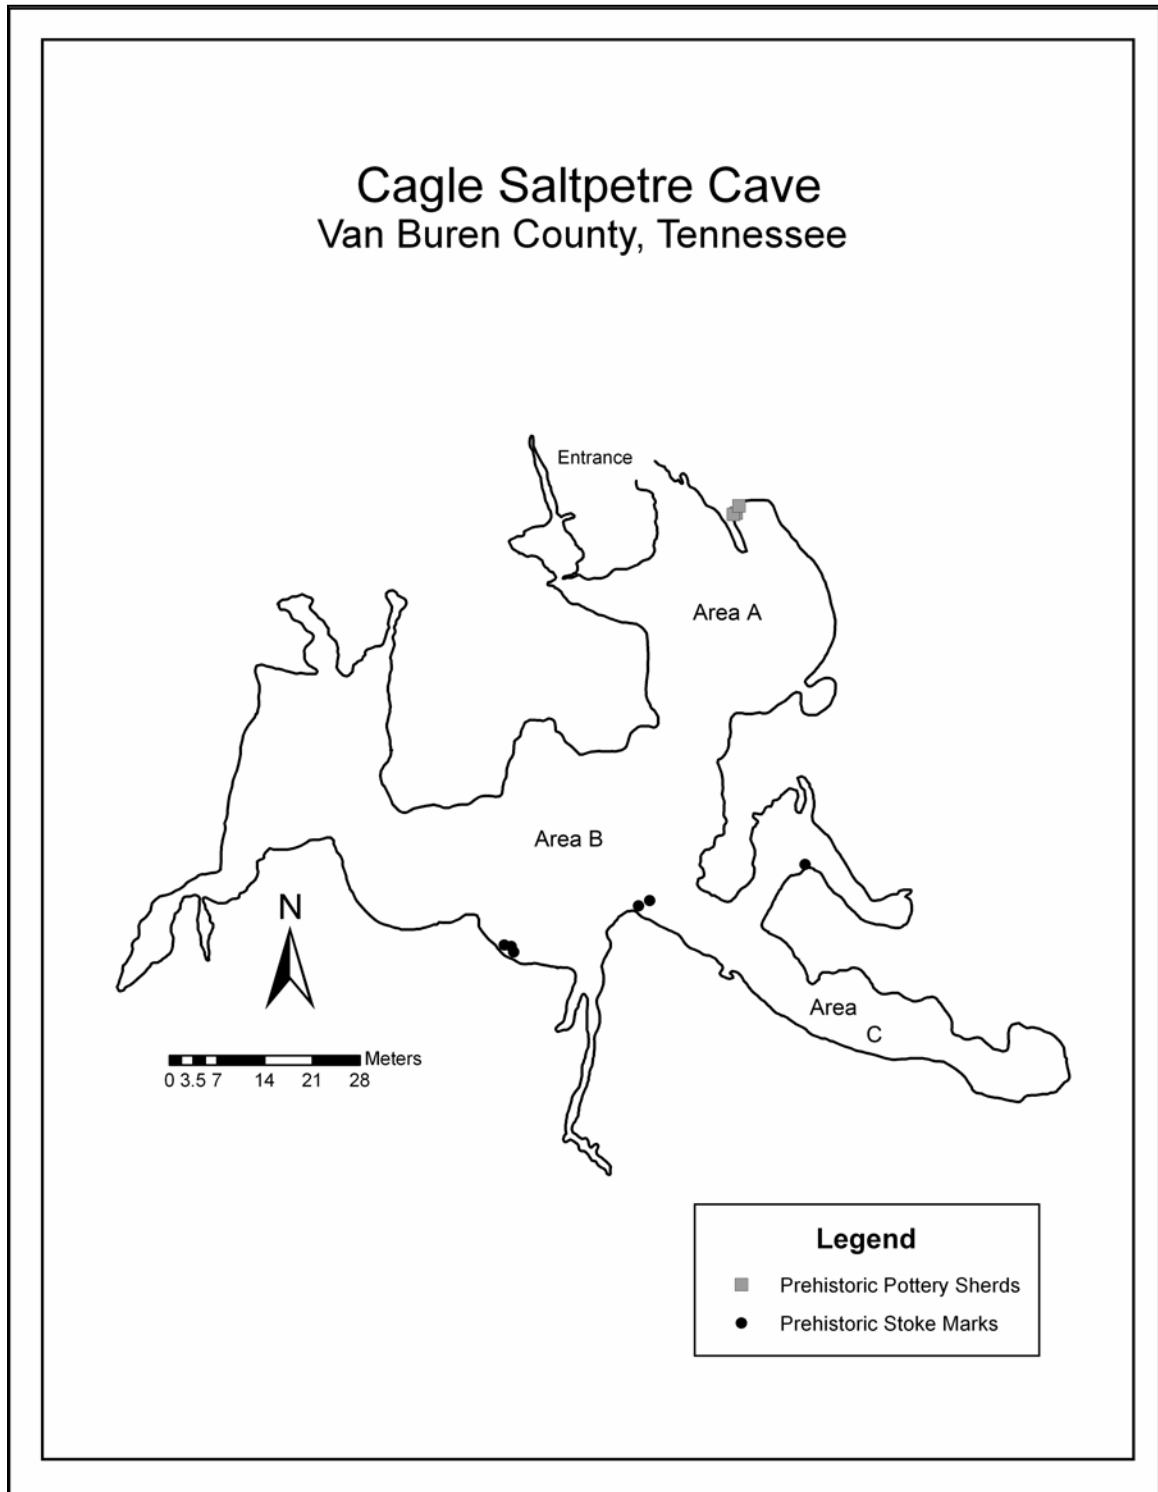 Cagle Saltpetre Cave
Van Buren County, Tennessee
Entrance
Area A
Area B
N
Area
C
Meters
0 3.5 7 14 21 28
Legend
Prehistoric Pottery Sherds
Prehistoric Stoke Marks